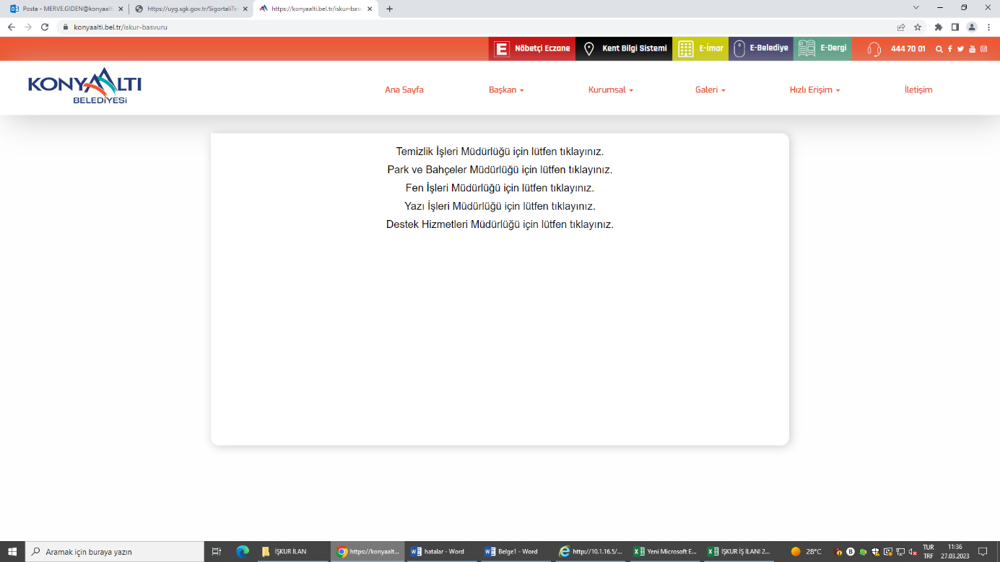 Posta - MERVE.GIDEN@konyaaltı
https://uyg.sgk.gov.tr/SigortaliTe
https://konyaalti.bel.tr/iskur-basv
konyaalti.bel.tr/iskur-basvuru
Nöbetçi Eczane
Kent Bilgi Sistemi
E-imar
E-Belediye
E-Dergi
444 70 01
KONYAALTI
BELEDİYESİ
Ana Sayfa
Başkan
Kurumsal
Galeri
Hızlı Erişim
İletişim
Temizlik İşleri Müdürlüğü için lütfen tıklayınız.
Park ve Bahçeler Müdürlüğü için lütfen tıklayınız.
Fen İşleri Müdürlüğü için lütfen tıklayınız.
Yazı İşleri Müdürlüğü için lütfen tıklayınız.
Destek Hizmetleri Müdürlüğü için lütfen tıklayınız.
Aramak için buraya yazın
İŞKUR İLAN
https://konyaalt...
hatalar - Word
Belge1 - Word
http://10.1.16.5/...
Yeni Microsoft E...
İŞKUR İŞ İLANI 2...
28°C
TUR
TRF
11:36
27.03.2023